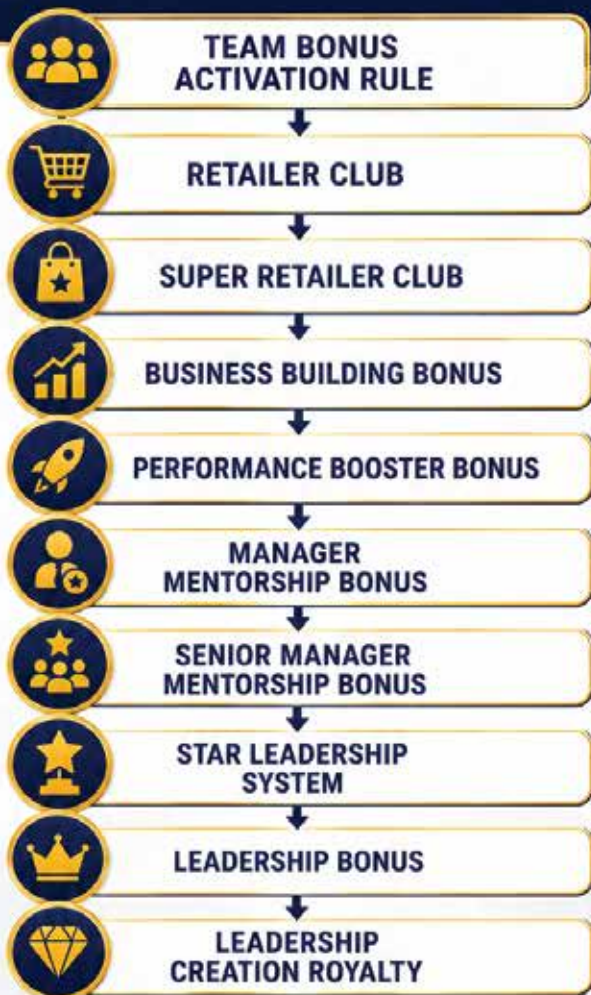 TEAM BONUS
ACTIVATION RULE
RETAILER CLUB
SUPER RETAILER CLUB
BUSINESS BUILDING BONUS
PERFORMANCE BOOSTER BONUS
MANAGER
MENTORSHIP BONUS
SENIOR MANAGER
MENTORSHIP BONUS
STAR LEADERSHIP
SYSTEM
LEADERSHIP BONUS
LEADERSHIP
CREATION ROYALTY